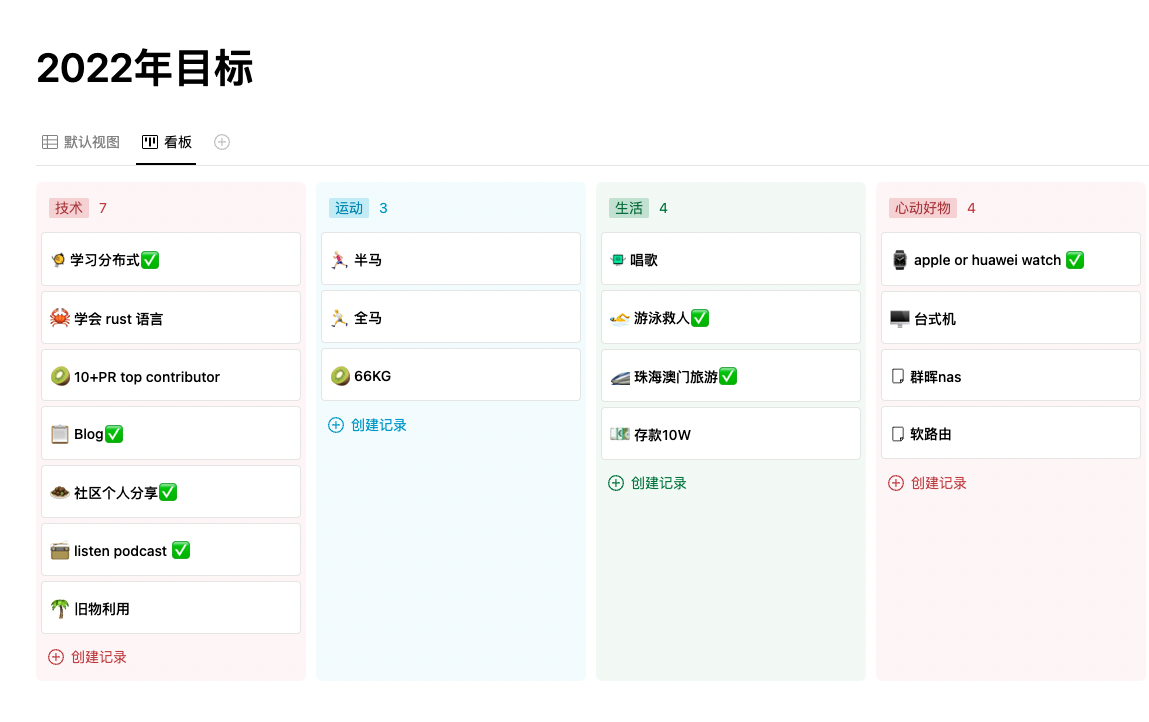 2022年目标
默认视图 看板
技术 7
学习分布式✅
学会 rust 语言
10+PR top contributor
Blog✅
社区个人分享✅
listen podcast ✅
旧物利用
创建记录
运动 3
半马
全马
66KG
创建记录
生活 4
唱歌
游泳救人✅
珠海澳门旅游✅
存款10W
创建记录
心动好物 4
apple or huawei watch ✅
台式机
群晖nas
软路由
创建记录